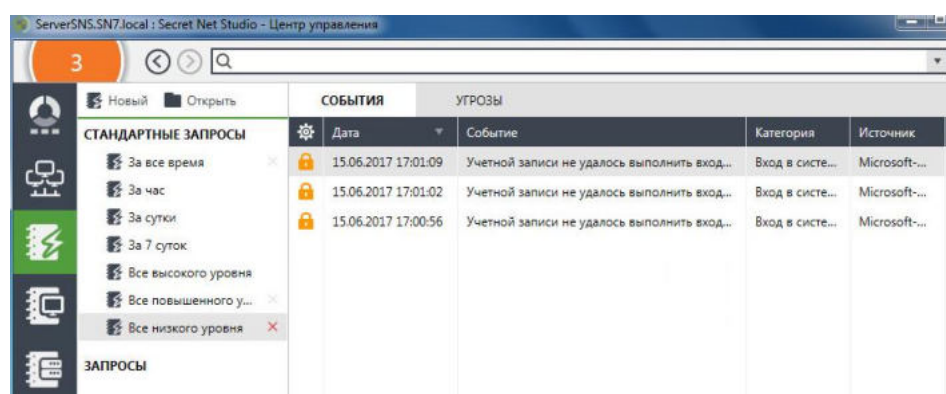 ServerSNS.SN7.local : Secret Net Studio - Центр управления
3
Новый Открыть
СОБЫТИЯ УГРОЗЫ
СТАНДАРТНЫЕ ЗАПРОСЫ
Дата Событие Категория Источник
За все время
15.06.2017 17:01:09 Учетной записи не удалось выполнить вход... Вход в систе... Microsoft-...
За час
15.06.2017 17:01:02 Учетной записи не удалось выполнить вход... Вход в систе... Microsoft-...
За сутки
15.06.2017 17:00:56 Учетной записи не удалось выполнить вход... Вход в систе... Microsoft-...
За 7 суток
Все высокого уровня
Все повышенного у...
Все низкого уровня
ЗАПРОСЫ